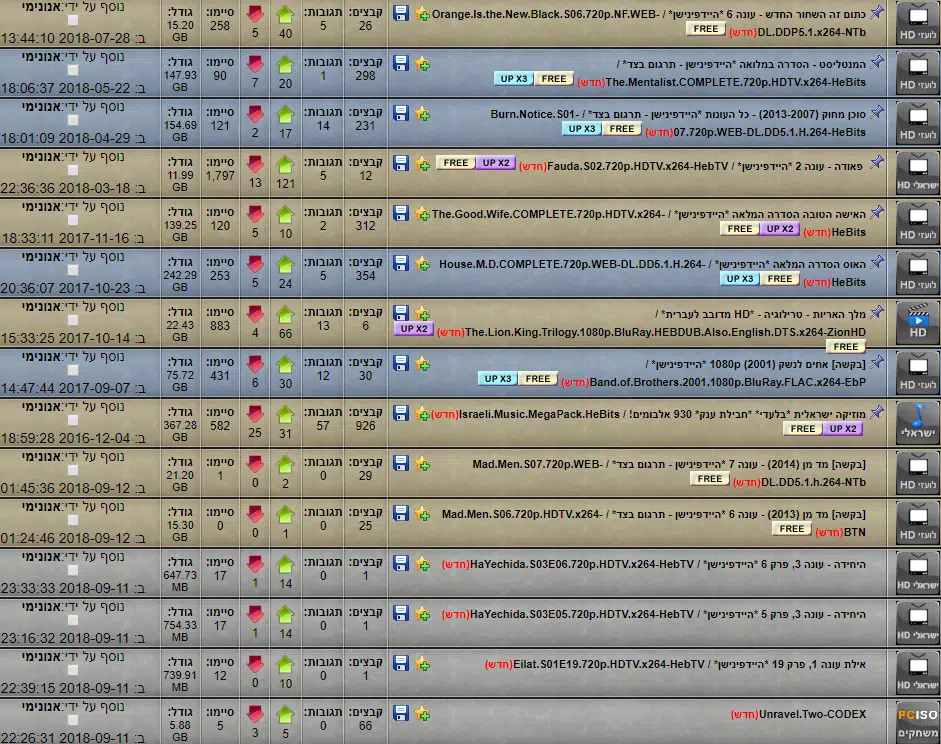 לועזי HD
כתום זה השחור החדש - עונה 6 *היידפינישן* / -Orange.Is.the.New.Black.S06.720p.NF.WEB
DL.DDP5.1.x264-NTb (חדש) FREE
קבצים: 26
תגובות: 5
40
5
סיימו: 258
גודל: 15.20 GB
נוסף על ידי: אנונימי
ב: 2018-07-28 13:44:10
לועזי HD
המנטליסט - הסדרה במלואה *היידפינישן - תרגום בצד* /
The.Mentalist.COMPLETE.720p.HDTV.x264-HeBits (חדש) FREE UP X3
קבצים: 298
תגובות: 1
20
7
סיימו: 90
גודל: 147.93 GB
נוסף על ידי: אנונימי
ב: 2018-05-22 18:06:37
לועזי HD
סוכן מחוק (2007-2013) - כל העונות *היידפינישן - תרגום בצד* / -Burn.Notice.S01
07.720p.WEB-DL.DD5.1.H.264-HeBits (חדש) FREE UP X3
קבצים: 231
תגובות: 14
17
2
סיימו: 121
גודל: 154.69 GB
נוסף על ידי: אנונימי
ב: 2018-04-29 18:01:09
ישראלי HD
פאודה - עונה 2 *היידפינישן* / Fauda.S02.720p.HDTV.x264-HebTV (חדש) UP X2 FREE
קבצים: 12
תגובות: 5
121
13
סיימו: 1,797
גודל: 11.99 GB
נוסף על ידי: אנונימי
ב: 2018-03-18 22:36:36
לועזי HD
האישה הטובה הסדרה המלאה *היידפינישן* / -The.Good.Wife.COMPLETE.720p.HDTV.x264
HeBits (חדש) UP X2 FREE
קבצים: 312
תגובות: 2
10
5
סיימו: 120
גודל: 139.25 GB
נוסף על ידי: אנונימי
ב: 2017-11-16 18:33:11
לועזי HD
האוס הסדרה המלאה *היידפינישן* / -House.M.D.COMPLETE.720p.WEB-DL.DD5.1.H.264
HeBits (חדש) FREE UP X3
קבצים: 354
תגובות: 5
24
5
סיימו: 253
גודל: 242.29 GB
נוסף על ידי: אנונימי
ב: 2017-10-23 20:36:07
HD
מלך האריות - טרילוגיה - *HD מדובב לעברית* /
The.Lion.King.Trilogy.1080p.BluRay.HEBDUB.Also.English.DTS.x264-ZionHD (חדש) UP X2
FREE
קבצים: 6
תגובות: 13
66
4
סיימו: 883
גודל: 22.43 GB
נוסף על ידי: אנונימי
ב: 2017-10-14 15:33:25
לועזי HD
[בקשה] אחים לנשק (2001) 1080p *היידפינישן* /
Band.of.Brothers.2001.1080p.BluRay.FLAC.x264-EbP (חדש) FREE UP X3
קבצים: 30
תגובות: 12
30
6
סיימו: 431
גודל: 75.72 GB
נוסף על ידי: אנונימי
ב: 2017-09-07 14:47:44
ישראלי
מוזיקה ישראלית *בלעדי* *חבילת ענק* 930 אלבומים! / Israeli.Music.MegaPack.HeBits (חדש)
UP X2 FREE
קבצים: 926
תגובות: 57
31
25
סיימו: 582
גודל: 367.28 GB
נוסף על ידי: אנונימי
ב: 2016-12-04 18:59:28
לועזי HD
[בקשה] מד מן (2014) - עונה 7 *היידפינישן - תרגום בצד* / -Mad.Men.S07.720p.WEB
DL.DD5.1.h.264-NTb (חדש) FREE
קבצים: 29
תגובות: 0
2
0
סיימו: 1
גודל: 21.20 GB
נוסף על ידי: אנונימי
ב: 2018-09-12 01:45:36
לועזי HD
[בקשה] מד מן (2013) - עונה 6 *היידפינישן - תרגום בצד* / -Mad.Men.S06.720p.HDTV.x264
BTN (חדש) FREE
קבצים: 25
תגובות: 0
1
0
סיימו: 0
גודל: 15.30 GB
נוסף על ידי: אנונימי
ב: 2018-09-12 01:24:46
ישראלי HD
היחידה - עונה 3, פרק 6 *היידפינישן* / HaYechida.S03E06.720p.HDTV.x264-HebTV (חדש)
קבצים: 1
תגובות: 0
14
1
סיימו: 17
גודל: 647.73 MB
נוסף על ידי: אנונימי
ב: 2018-09-11 23:33:33
ישראלי HD
היחידה - עונה 3, פרק 5 *היידפינישן* / HaYechida.S03E05.720p.HDTV.x264-HebTV (חדש)
קבצים: 1
תגובות: 0
14
1
סיימו: 17
גודל: 754.33 MB
נוסף על ידי: אנונימי
ב: 2018-09-11 23:16:32
ישראלי HD
אילת עונה 1, פרק 19 *היידפינישן* / Eilat.S01E19.720p.HDTV.x264-HebTV (חדש)
קבצים: 1
תגובות: 0
10
0
סיימו: 12
גודל: 739.91 MB
נוסף על ידי: אנונימי
ב: 2018-09-11 22:39:15
PCISO משחקים
Unravel.Two-CODEX (חדש)
קבצים: 66
תגובות: 0
5
3
סיימו: 5
גודל: 5.88 GB
נוסף על ידי: אנונימי
ב: 2018-09-11 22:26:31